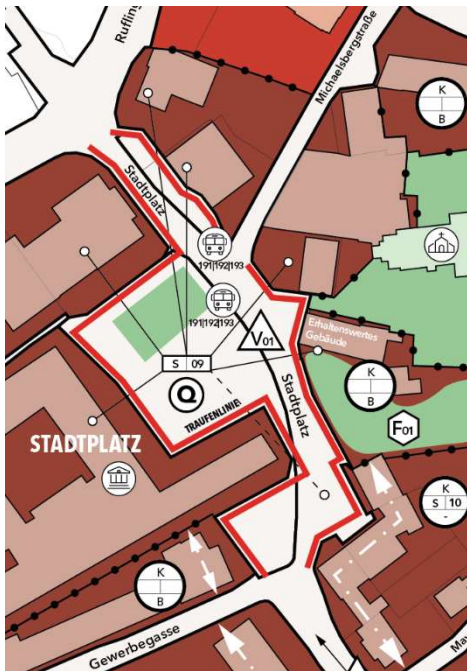 Rufling
Michaelsbergstraße
K
B
Stadtplatz
191|192|193
191|192|193
V01
Erhaltenswertes
Gebäude
K
B
S 09
Q
Stadtplatz
F01
TRAUFENLINIE
STADTPLATZ
K
S 10
-
K
B
Gewerbegasse